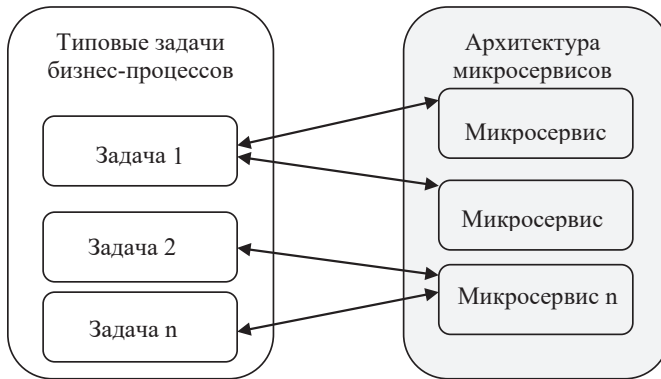 Типовые задачи
бизнес-процессов
Задача 1
Задача 2
Задача n
Архитектура
микросервисов
Микросервис
Микросервис
Микросервис n